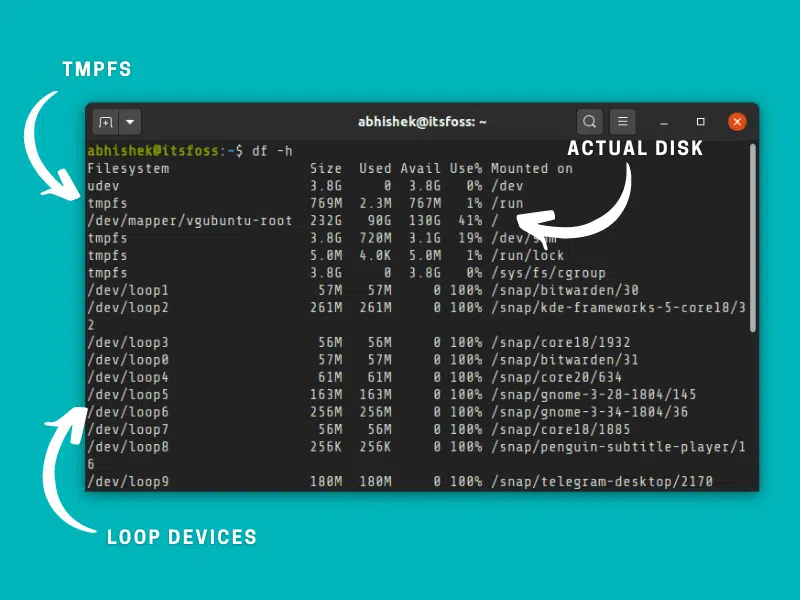 TMPFS
abhishek@itsfoss: ~
ACTUAL DISK
abhishek@itsfoss:~$ df -h
Filesystem Size Used Avail Use% Mounted on
udev 3.8G 0 3.8G 0% /dev
tmpfs 769M 2.3M 767M 1% /run
/dev/mapper/vgubuntu-root 232G 90G 130G 41% /
tmpfs 3.8G 720M 3.1G 19% /dev/shm
tmpfs 5.0M 4.0K 5.0M 1% /run/lock
tmpfs 3.8G 0 3.8G 0% /sys/fs/cgroup
/dev/loop1 57M 57M 0 100% /snap/bitwarden/30
/dev/loop2 261M 261M 0 100% /snap/kde-frameworks-5-core18/3
2
/dev/loop3 56M 56M 0 100% /snap/core18/1932
/dev/loop0 57M 57M 0 100% /snap/bitwarden/31
/dev/loop4 61M 61M 0 100% /snap/core20/634
/dev/loop5 163M 163M 0 100% /snap/gnome-3-28-1804/145
/dev/loop6 256M 256M 0 100% /snap/gnome-3-34-1804/36
/dev/loop7 56M 56M 0 100% /snap/core18/1885
/dev/loop8 256K 256K 0 100% /snap/penguin-subtitle-player/1
6
/dev/loop9 180M 180M 0 100% /snap/telegram-desktop/2170
LOOP DEVICES